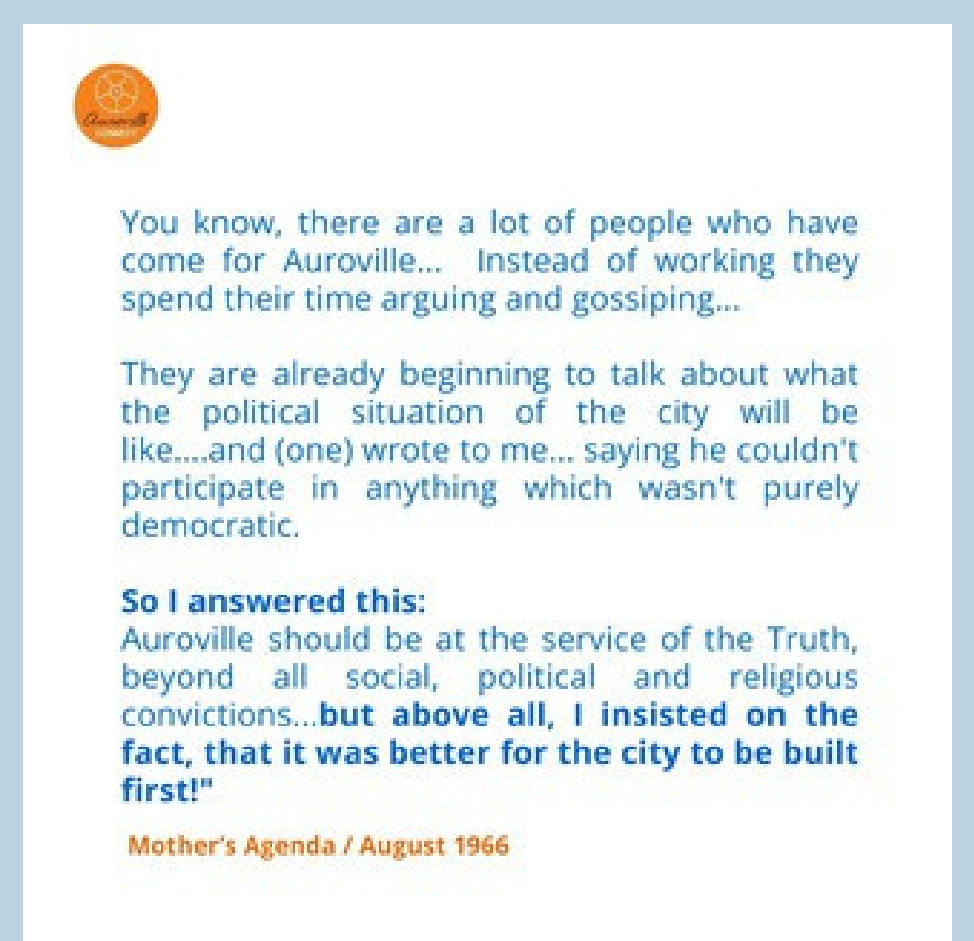 Auroville
You know, there are a lot of people who have
come for Auroville... Instead of working they
spend their time arguing and gossiping...
They are already beginning to talk about what
the political situation of the city will be
like....and (one) wrote to me... saying he couldn't
participate in anything which wasn't purely
democratic.
So I answered this:
Auroville should be at the service of the Truth,
beyond all social, political and religious
convictions...but above all, I insisted on the
fact, that it was better for the city to be built
first!"
Mother's Agenda / August 1966